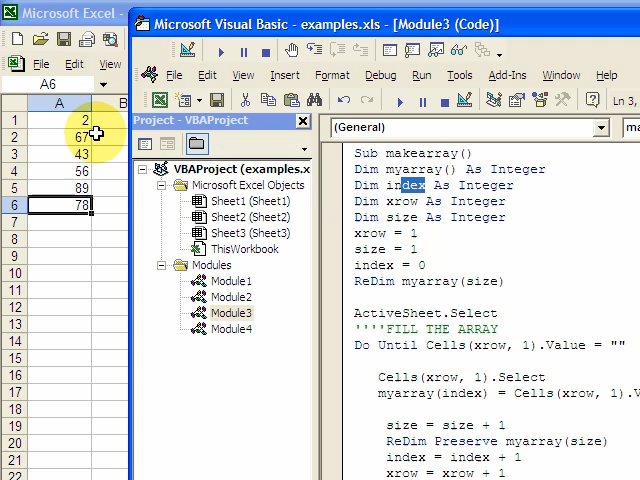 Microsoft Excel -
File Edit View
A6
A B
1 2
2 67
3 43
4 56
5 89
6 78
7
8
9
10
11
12
13
14
15
16
17
18
19
20
21
22
Microsoft Visual Basic - examples.xls - [Module3 (Code)]
File Edit View Insert Format Debug Run Tools Add-Ins Window Help
Ln 3,
Project - VBAProject
VBAProject (examples.x
Microsoft Excel Objects
Sheet1 (Sheet1)
Sheet2 (Sheet2)
Sheet3 (Sheet3)
ThisWorkbook
Modules
Module1
Module2
Module3
Module4
(General)
ma
Sub makearray()
Dim myarray() As Integer
Dim index As Integer
Dim xrow As Integer
Dim size As Integer
xrow = 1
size = 1
index = 0
ReDim myarray(size)
ActiveSheet.Select
''''FILL THE ARRAY
Do Until Cells(xrow, 1).Value = ""
Cells(xrow, 1).Select
myarray(index) = Cells(xrow, 1).V
size = size + 1
ReDim Preserve myarray(size)
index = index + 1
xrow = xrow + 1